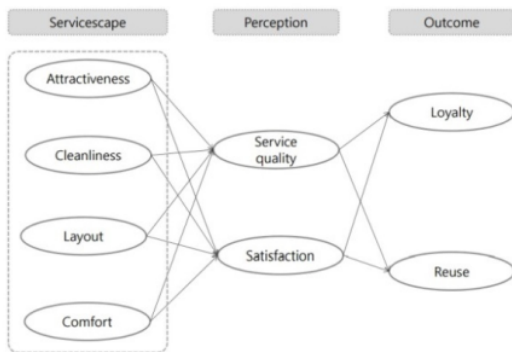 Servicescape
Perception
Outcome
Attractiveness
Cleanliness
Layout
Comfort
Service
quality
Satisfaction
Loyalty
Reuse